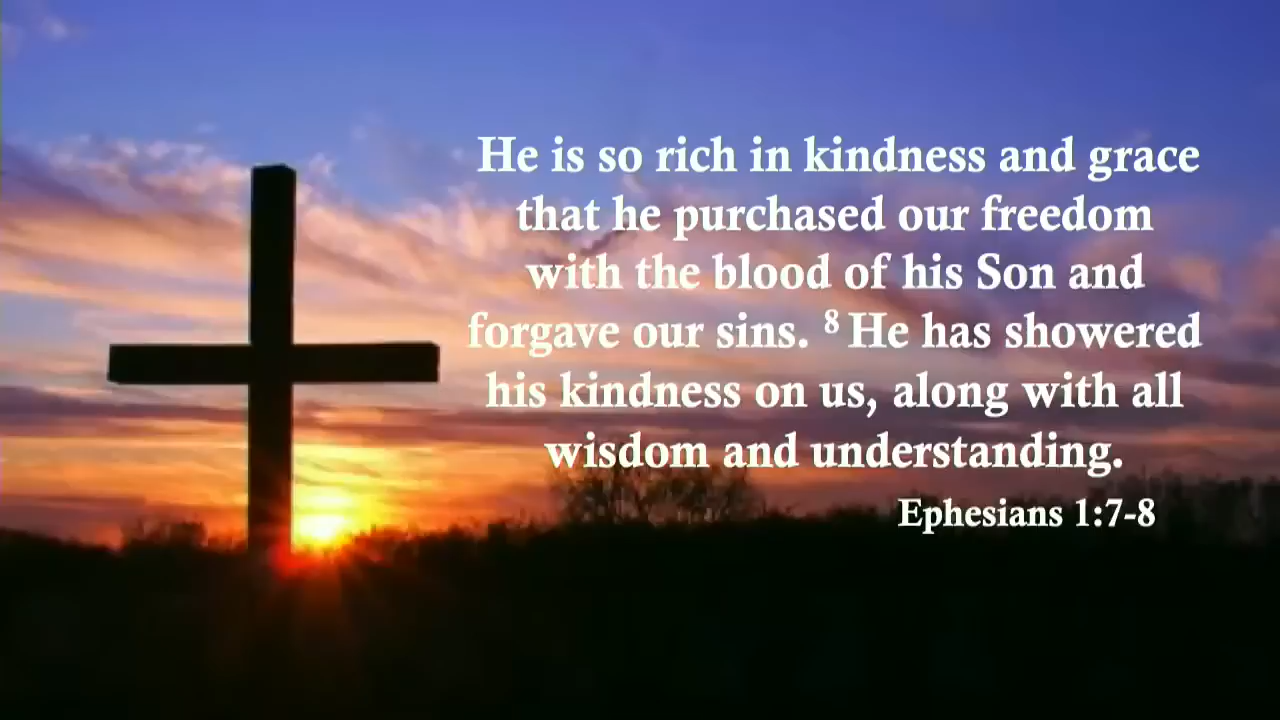 He is so rich in kindness and grace
that he purchased our freedom
with the blood of his Son and
forgave our sins. ⁸ He has showered
his kindness on us, along with all
wisdom and understanding.
Ephesians 1:7-8